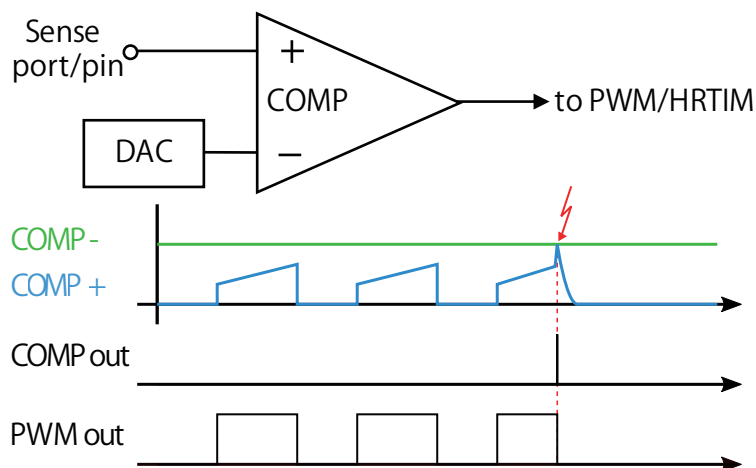 Sense
port/pin
+
COMP
to PWM/HRTIM
DAC
−
COMP -
COMP +
COMP out
PWM out